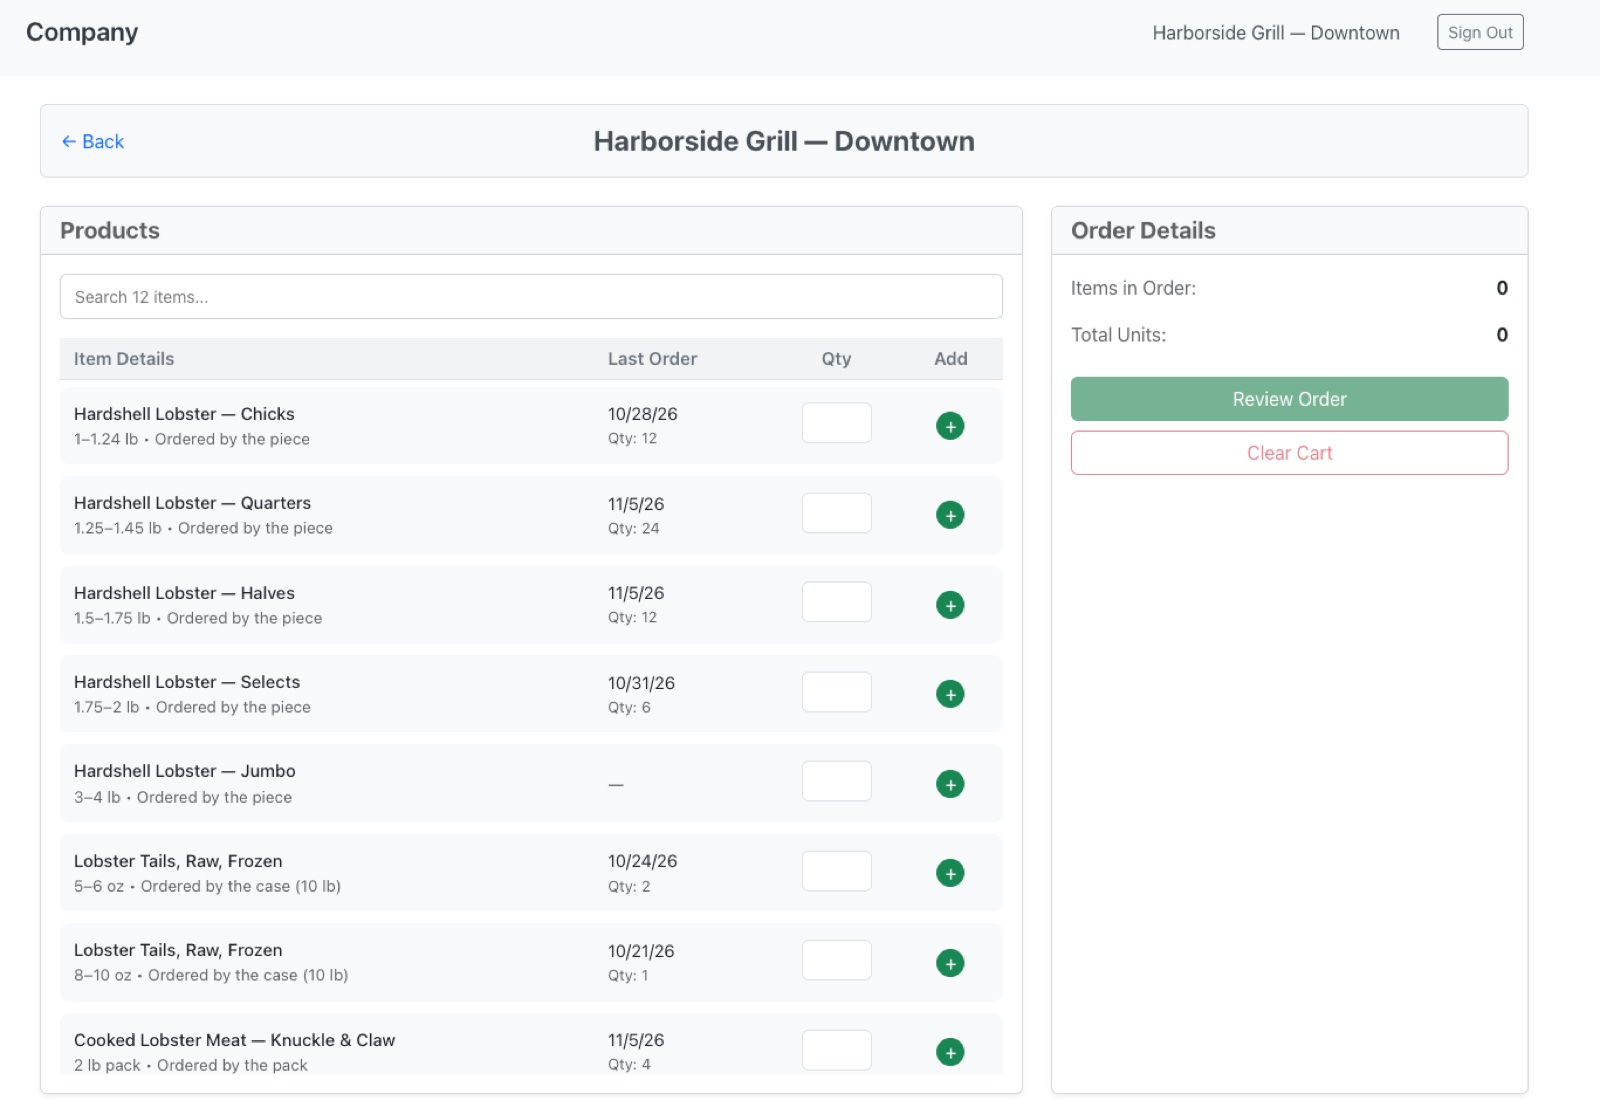 Company
Harborside Grill — Downtown
Sign Out
← Back
Harborside Grill — Downtown
Products
Search 12 items...
Item Details Last Order Qty Add
Hardshell Lobster — Chicks
1–1.24 lb • Ordered by the piece
10/28/26
Qty: 12
+
Hardshell Lobster — Quarters
1.25–1.45 lb • Ordered by the piece
11/5/26
Qty: 24
+
Hardshell Lobster — Halves
1.5–1.75 lb • Ordered by the piece
11/5/26
Qty: 12
+
Hardshell Lobster — Selects
1.75–2 lb • Ordered by the piece
10/31/26
Qty: 6
+
Hardshell Lobster — Jumbo
3–4 lb • Ordered by the piece
—
+
Lobster Tails, Raw, Frozen
5–6 oz • Ordered by the case (10 lb)
10/24/26
Qty: 2
+
Lobster Tails, Raw, Frozen
8–10 oz • Ordered by the case (10 lb)
10/21/26
Qty: 1
+
Cooked Lobster Meat — Knuckle & Claw
2 lb pack • Ordered by the pack
11/5/26
Qty: 4
+
Order Details
Items in Order: 0
Total Units: 0
Review Order
Clear Cart